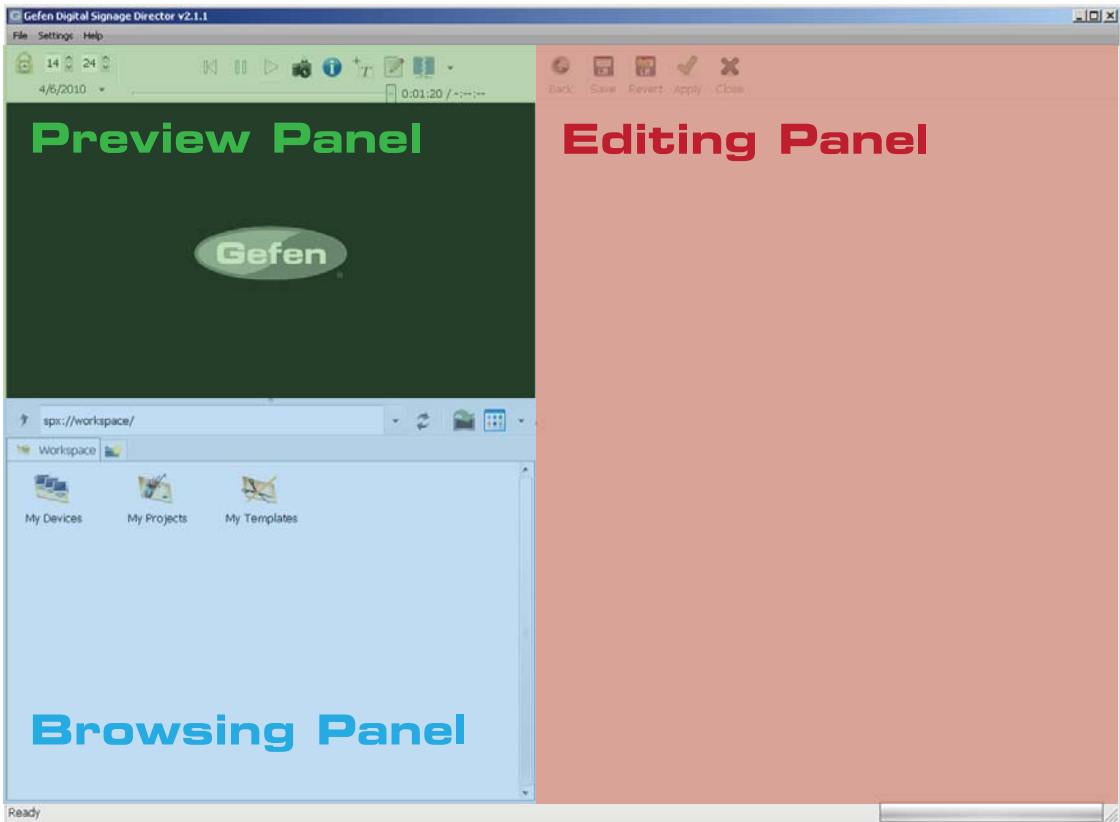 Gefen Digital Signage Director v2.1.1
File Settings Help
14 24
4/6/2010
0:01:20 / -:--:--
Back Save Revert Apply Close
Preview Panel
Editing Panel
Gefen
spx://workspace/
Workspace
My Devices My Projects My Templates
Browsing Panel
Ready